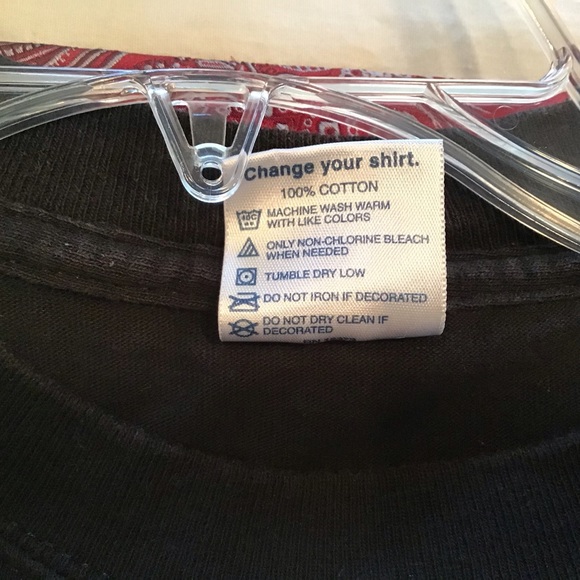 Change your shirt.
100% COTTON
MACHINE WASH WARM
WITH LIKE COLORS
ONLY NON-CHLORINE BLEACH
WHEN NEEDED
TUMBLE DRY LOW
DO NOT IRON IF DECORATED
DO NOT DRY CLEAN IF
DECORATED